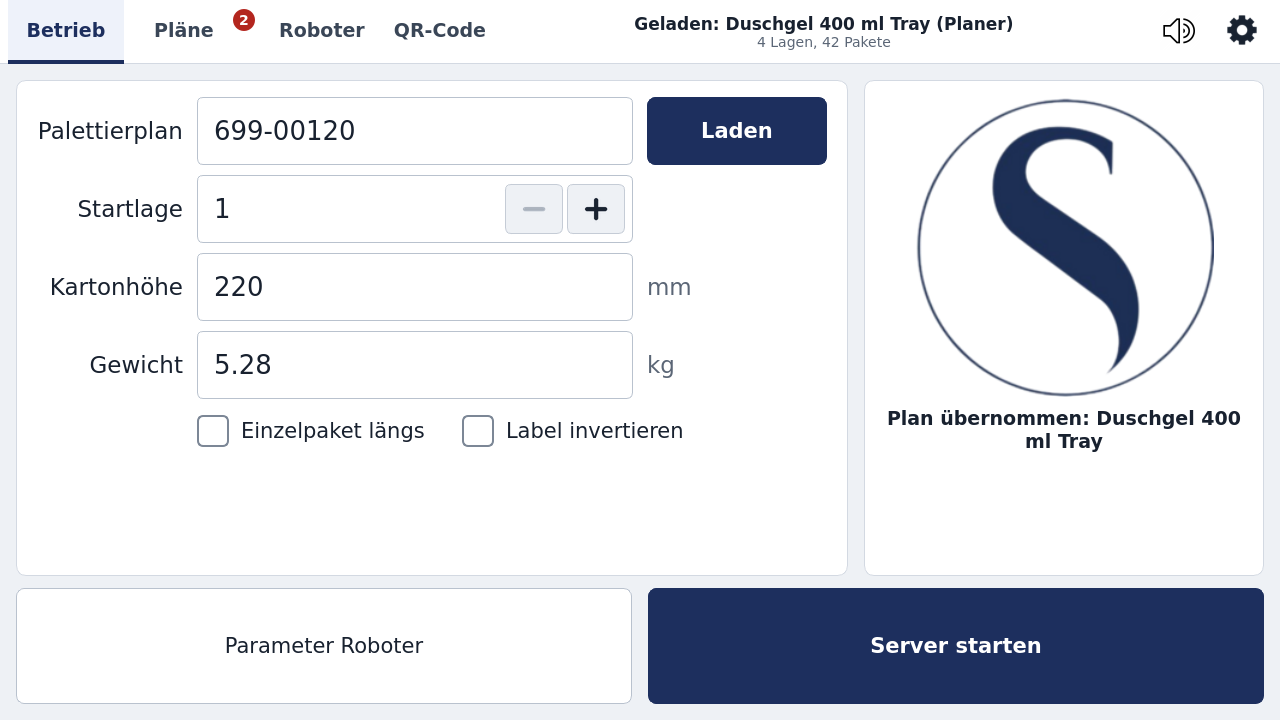 Betrieb
Pläne
2
Roboter
QR-Code
Geladen: Duschgel 400 ml Tray (Planer)
4 Lagen, 42 Pakete
Palettierplan
699-00120
Laden
Startlage
1
Kartonhöhe
220
mm
Gewicht
5.28
kg
Einzelpaket längs
Label invertieren
S
Plan übernommen: Duschgel 400
ml Tray
Parameter Roboter
Server starten